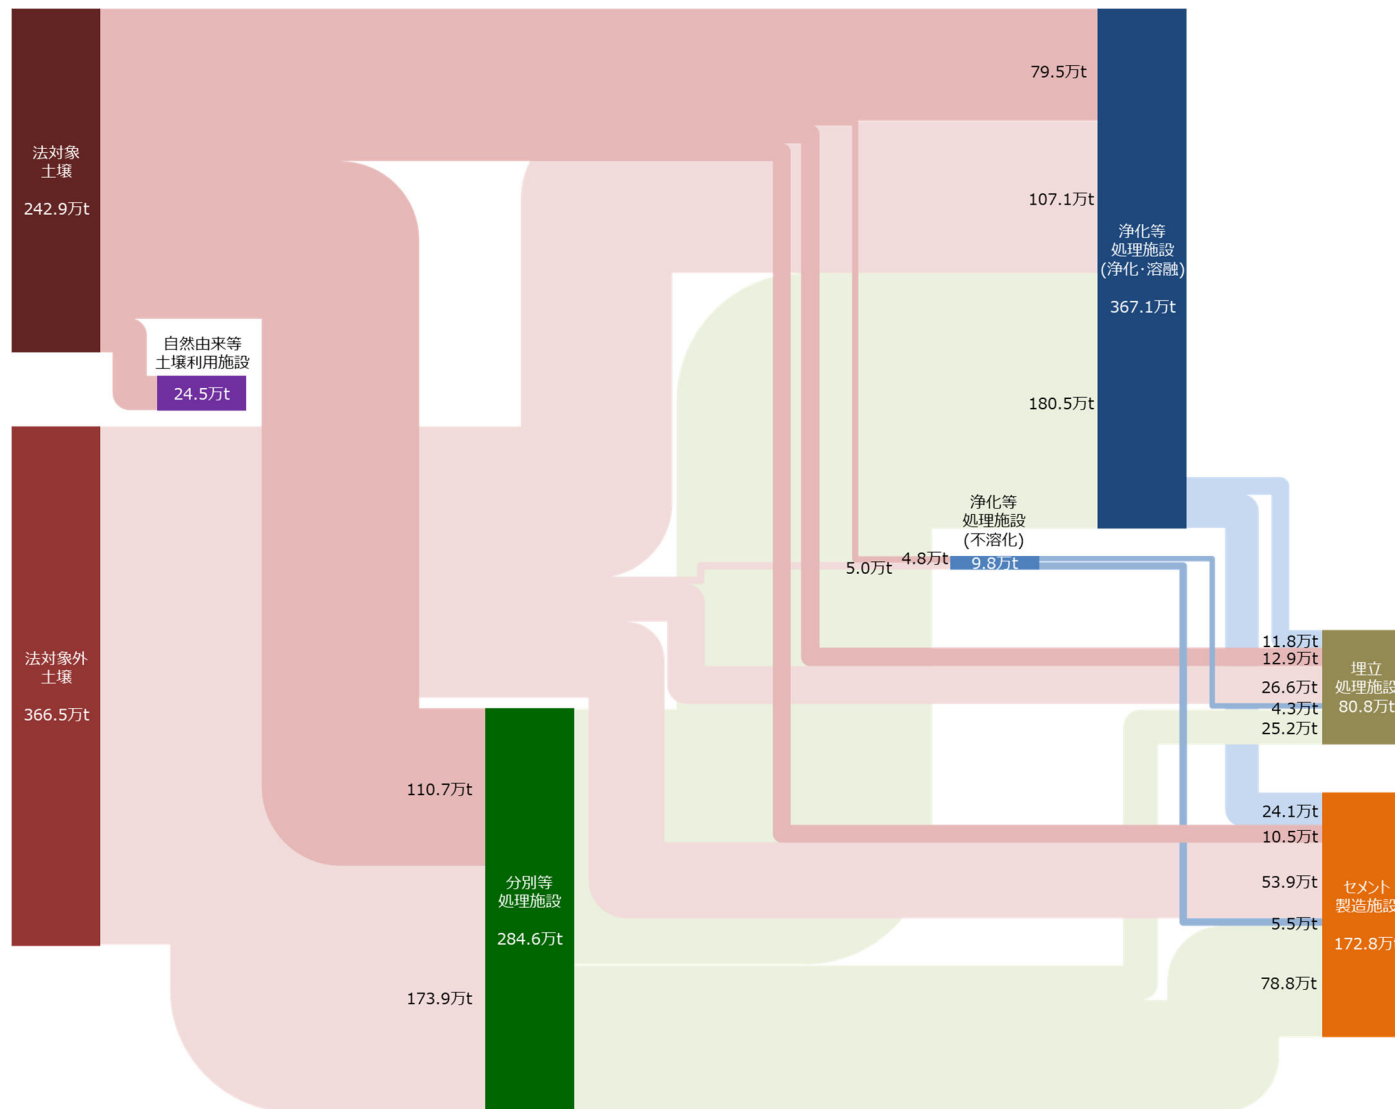 法対象
土壌
242.9万t
自然由来等
土壌利用施設
24.5万t
法対象外
土壌
366.5万t
110.7万t
173.9万t
分別等
処理施設
284.6万t
79.5万t
107.1万t
180.5万t
浄化等
処理施設
(浄化･溶融)
367.1万t
浄化等
処理施設
(不溶化)
9.8万t
4.8万t
5.0万t
11.8万t
12.9万t
26.6万t
4.3万t
25.2万t
埋立
処理施設
80.8万t
24.1万t
10.5万t
53.9万t
5.5万t
78.8万t
セメント
製造施設
172.8万t